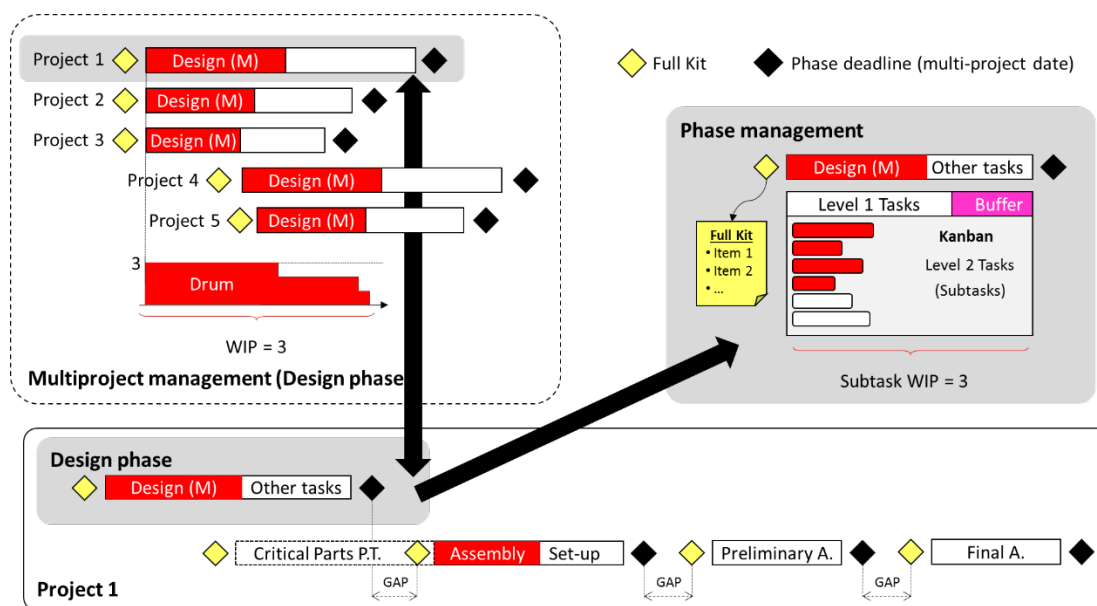 Project 1
Design (M)
Project 2
Design (M)
Project 3
Design (M)
Project 4
Design (M)
Project 5
Design (M)
3
Drum
WIP = 3
Multiproject management (Design phase
Full Kit
Phase deadline (multi-project date)
Phase management
Design (M)
Other tasks
Level 1 Tasks
Buffer
Full Kit
• Item 1
• Item 2
• ...
Kanban
Level 2 Tasks
(Subtasks)
Subtask WIP = 3
Design phase
Design (M)
Other tasks
Critical Parts P.T.
Assembly
Set-up
Preliminary A.
Final A.
GAP
GAP
GAP
Project 1